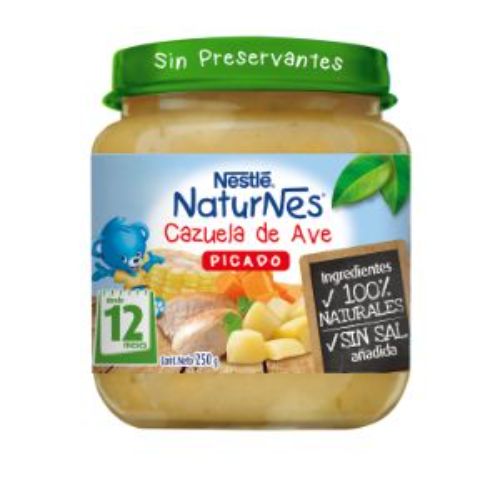 Sin Preservantes
Nestlé
NaturNes
Cazuela de Ave
PICADO
Ingredientes
✓ 100%
NATURALES
✓ SIN SAL
añadida
desde
12
meses
Cont. Neto 250 g